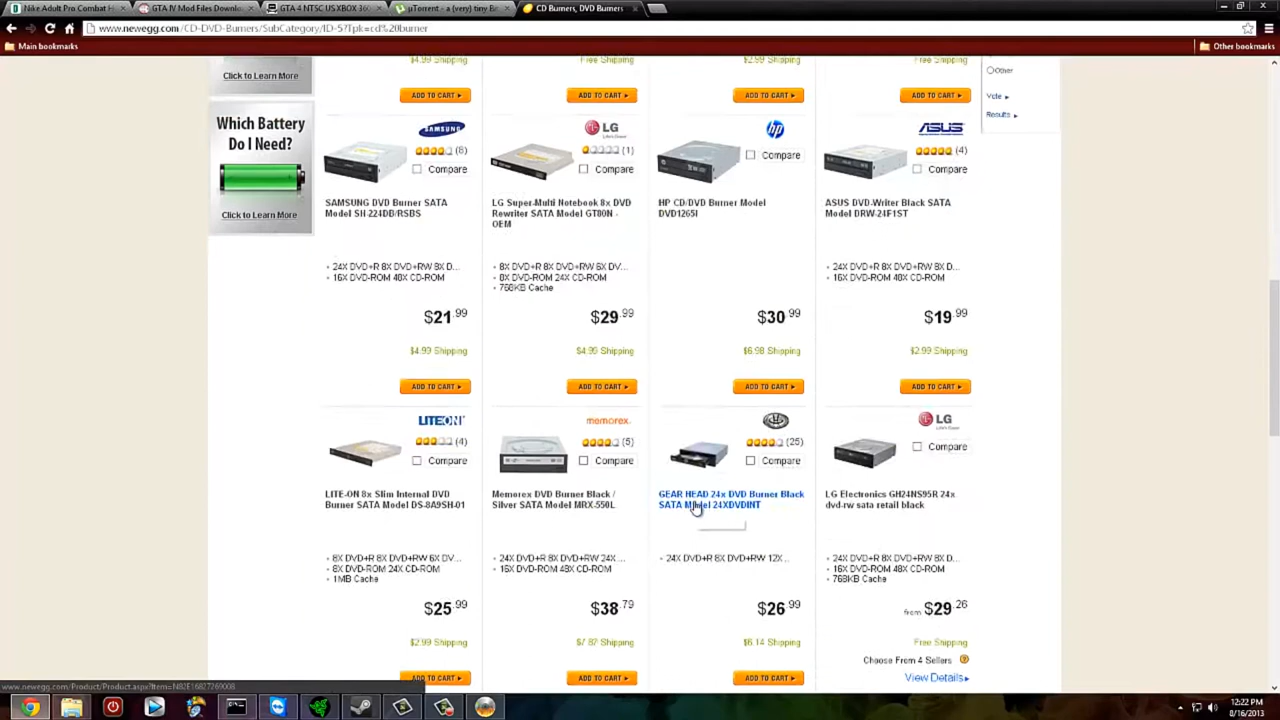 Nike Adult Pro Combat H
GTA IV Mod Files Downlo
GTA 4 NTSC US XBOX 360
µTorrent - a (very) tiny Bi
CD Burners, DVD Burners
www.newegg.com/CD-DVD-Burners/SubCategory/ID-5?Tpk=cd%20burner
Main bookmarks
Other bookmarks
Click to Learn More
$4.99 Shipping
Free Shipping
$2.99 Shipping
Free Shipping
Other
Vote
Results
ADD TO CART
ADD TO CART
ADD TO CART
ADD TO CART
Which Battery
Do I Need?
Click to Learn More
SAMSUNG
(8)
Compare
LG
Life's Good
(1)
Compare
hp
Compare
ASUS
(4)
Compare
SAMSUNG DVD Burner SATA
Model SH-224DB/RSBS
LG Super-Multi Notebook 8x DVD
Rewriter SATA Model GT80N -
OEM
HP CD/DVD Burner Model
DVD1265I
ASUS DVD-Writer Black SATA
Model DRW-24F1ST
24X DVD+R 8X DVD+RW 8X D...
16X DVD-ROM 48X CD-ROM
8X DVD+R 8X DVD+RW 6X DV...
8X DVD-ROM 24X CD-ROM
768KB Cache
24X DVD+R 8X DVD+RW 8X D...
16X DVD-ROM 48X CD-ROM
$21.99
$29.99
$30.99
$19.99
$4.99 Shipping
$4.95 Shipping
$6.98 Shipping
$2.99 Shipping
ADD TO CART
ADD TO CART
ADD TO CART
ADD TO CART
LITEON
(4)
Compare
memorex.
(5)
Compare
(25)
Compare
LG
Life's Good
Compare
LITE-ON 8x Slim Internal DVD
Burner SATA Model DS-8A9SH-01
Memorex DVD Burner Black /
Silver SATA Model MRX-550L
GEAR HEAD 24x DVD Burner Black
SATA Model 24XDVDINT
LG Electronics GH24NS95R 24x
dvd-rw sata retail black
8X DVD+R 8X DVD+RW 6X DV...
8X DVD-ROM 24X CD-ROM
1MB Cache
24X DVD+R 8X DVD+RW 24X ...
16X DVD-ROM 48X CD-ROM
24X DVD+R 8X DVD+RW 12X ...
24X DVD+R 8X DVD+RW 8X D...
16X DVD-ROM 48X CD-ROM
768KB Cache
$25.99
$38.79
$26.99
from $29.26
$2.99 Shipping
$7.87 Shipping
$6.14 Shipping
Free Shipping
Choose From 4 Sellers
View Details
ADD TO CART
ADD TO CART
ADD TO CART
www.newegg.com/Product/Product.aspx?Item=N82E16827269008
12:22 PM
8/16/2013